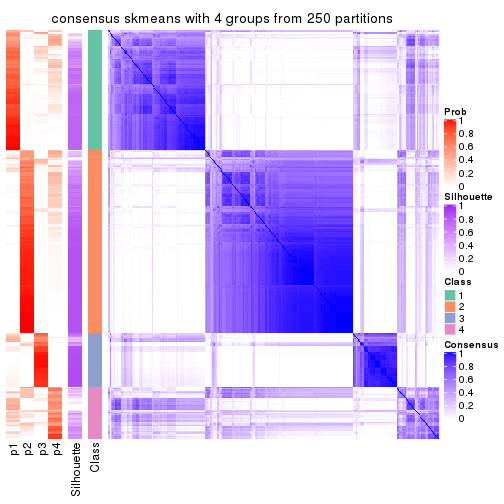 consensus skmeans with 4 groups from 250 partitions
Prob
1
0.8
0.6
0.4
0.2
0
Silhouette
1
0.8
0.6
0.4
0.2
0
Class
1
2
3
4
Consensus
1
0.8
0.6
0.4
0.2
0
p1
p2
p3
p4
Silhouette
Class